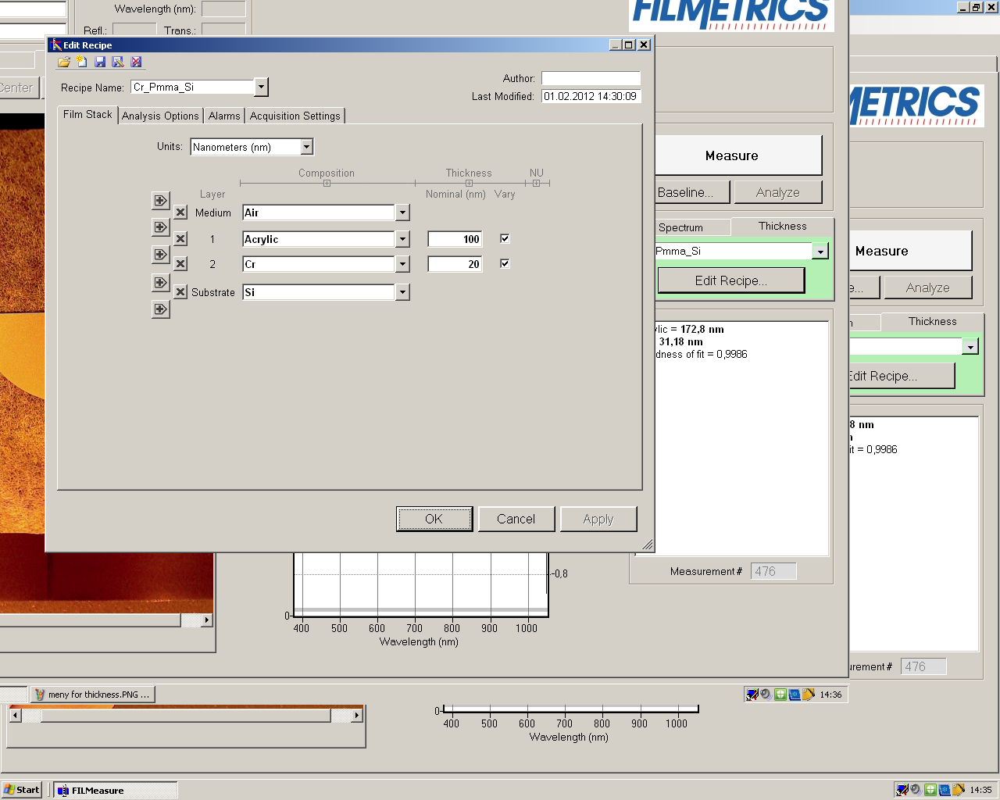 Wavelength (nm):
Refl.: Trans.:
FILMETRICS
Edit Recipe
Recipe Name: Cr_Pmma_Si
Author:
Last Modified: 01.02.2012 14:30:09
Film Stack Analysis Options Alarms Acquisition Settings
Units: Nanometers (nm)
Composition Thickness NU
Layer Nominal (nm) Vary
Medium Air
1 Acrylic 100
2 Cr 20
Substrate Si
OK Cancel Apply
Center
Measure
Baseline... Analyze
Spectrum Thickness
Pmma_Si
Edit Recipe...
lic = 172,8 nm
31,18 nm
dness of fit = 0,9986
Measurement # 476
-0,8
0
400 500 600 700 800 900 1000
Wavelength (nm)
METRICS
Measure
e... Analyze
n Thickness
Edit Recipe...
8 nm
it = 0,9986
urement # 476
meny for thickness.PNG ...
14:36
0
400 500 600 700 800 900 1000
Wavelength (nm)
Start FILMeasure
14:35